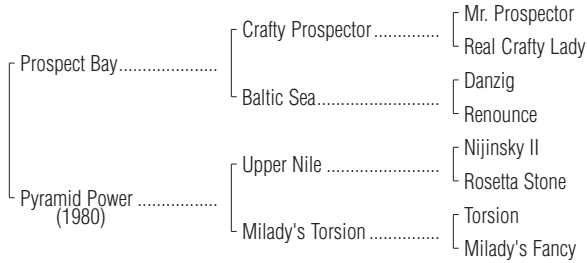 Mr. Prospector
Crafty Prospector..............
Real Crafty Lady
Prospect Bay.....................
Danzig
Baltic Sea..........................
Renounce
Nijinsky II
Upper Nile ........................
Rosetta Stone
Pyramid Power .................
(1980)
Torsion
Milady's Torsion ...............
Milady's Fancy